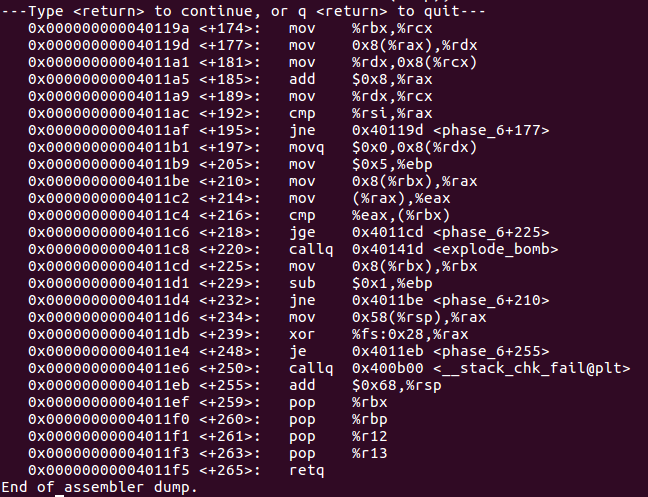 ---Type <return> to continue, or q <return> to quit---
   0x000000000040119a <+174>:   mov    %rbx,%rcx
   0x000000000040119d <+177>:   mov    0x8(%rax),%rdx
   0x00000000004011a1 <+181>:   mov    %rdx,0x8(%rcx)
   0x00000000004011a5 <+185>:   add    $0x8,%rax
   0x00000000004011a9 <+189>:   mov    %rdx,%rcx
   0x00000000004011ac <+192>:   cmp    %rsi,%rax
   0x00000000004011af <+195>:   jne    0x40119d <phase_6+177>
   0x00000000004011b1 <+197>:   movq   $0x0,0x8(%rdx)
   0x00000000004011b9 <+205>:   mov    $0x5,%ebp
   0x00000000004011be <+210>:   mov    0x8(%rbx),%rax
   0x00000000004011c2 <+214>:   mov    (%rax),%eax
   0x00000000004011c4 <+216>:   cmp    %eax,(%rbx)
   0x00000000004011c6 <+218>:   jge    0x4011cd <phase_6+225>
   0x00000000004011c8 <+220>:   callq  0x40141d <explode_bomb>
   0x00000000004011cd <+225>:   mov    0x8(%rbx),%rbx
   0x00000000004011d1 <+229>:   sub    $0x1,%ebp
   0x00000000004011d4 <+232>:   jne    0x4011be <phase_6+210>
   0x00000000004011d6 <+234>:   mov    0x58(%rsp),%rax
   0x00000000004011db <+239>:   xor    %fs:0x28,%rax
   0x00000000004011e4 <+248>:   je     0x4011eb <phase_6+255>
   0x00000000004011e6 <+250>:   callq  0x400b00 <__stack_chk_fail@plt>
   0x00000000004011eb <+255>:   add    $0x68,%rsp
   0x00000000004011ef <+259>:   pop    %rbx
   0x00000000004011f0 <+260>:   pop    %rbp
   0x00000000004011f1 <+261>:   pop    %r12
   0x00000000004011f3 <+263>:   pop    %r13
   0x00000000004011f5 <+265>:   retq
End of assembler dump.